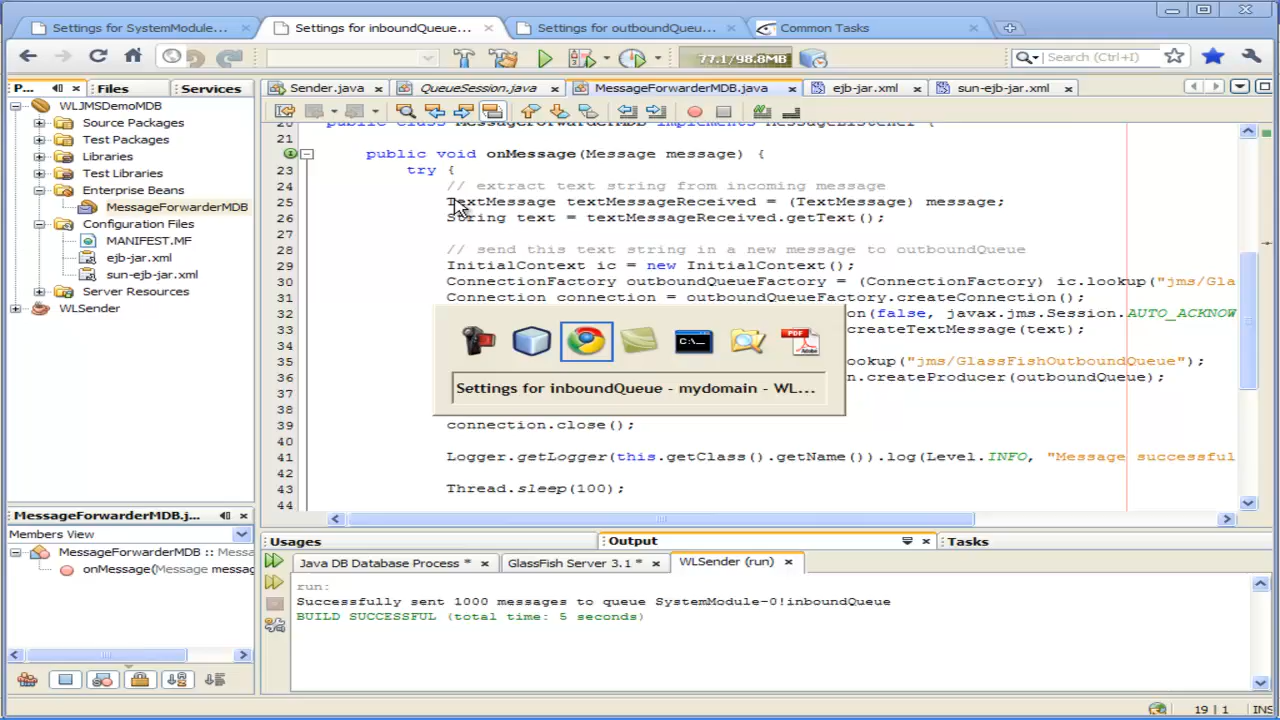 Settings for SystemModule...
Settings for inboundQueue...
Settings for outboundQueu...
Common Tasks
77.1/98.8MB
Search (Ctrl+I)
P...
Files
Services
Sender.java
QueueSession.java
MessageForwarderMDB.java
ejb-jar.xml
sun-ejb-jar.xml
WLJMSDemoMDB
Source Packages
Test Packages
Libraries
Test Libraries
Enterprise Beans
MessageForwarderMDB
Configuration Files
MANIFEST.MF
ejb-jar.xml
sun-ejb-jar.xml
Server Resources
WLSender
20 public class MessageForwarderMDB implements MessageListener {
21
public void onMessage(Message message) {
23 try {
24 // extract text string from incoming message
25 TextMessage textMessageReceived = (TextMessage) message;
26 String text = textMessageReceived.getText();
27
28 // send this text string in a new message to outboundQueue
29 InitialContext ic = new InitialContext();
30 ConnectionFactory outboundQueueFactory = (ConnectionFactory) ic.lookup("jms/Gla
31 Connection connection = outboundQueueFactory.createConnection();
32 on(false, javax.jms.Session.AUTO_ACKNOW
33 createTextMessage(text);
34
35 lookup("jms/GlassFishOutboundQueue");
36 n.createProducer(outboundQueue);
37
38
39 connection.close();
40
41 Logger.getLogger(this.getClass().getName()).log(Level.INFO, "Message successful
42
43 Thread.sleep(100);
44
C:\_
PDF
Adobe
Settings for inboundQueue - mydomain - WL...
MessageForwarderMDB.j...
Members View
MessageForwarderMDB :: Messa
onMessage(Message messag
Usages
Output
Tasks
Java DB Database Process *
GlassFish Server 3.1 *
WLSender (run)
run:
Successfully sent 1000 messages to queue SystemModule-0!inboundQueue
BUILD SUCCESSFUL (total time: 5 seconds)
19 | 1
INS